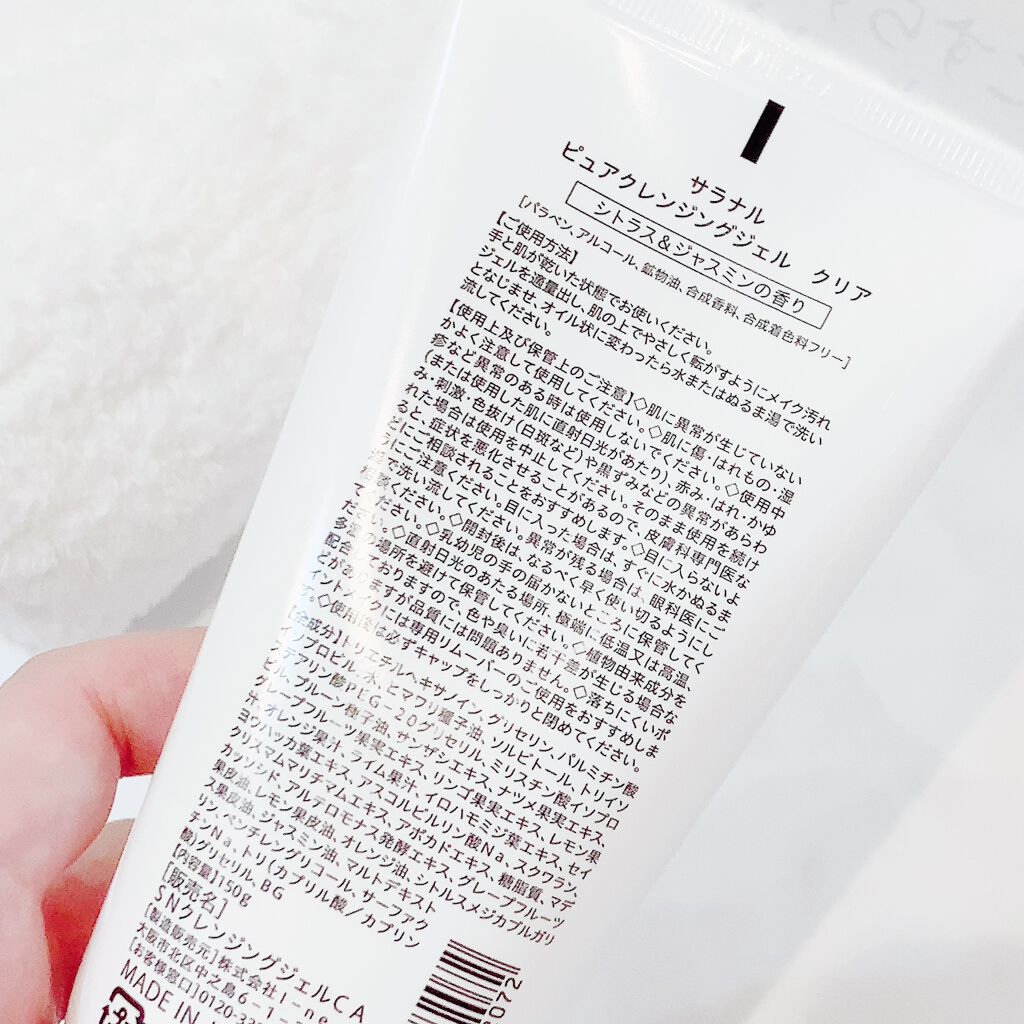 サラナル
ピュアクレンジングジェル クリア
シトラス&ジャスミンの香り
[パラベン、アルコール、鉱物油、合成香料、合成着色料フリー]
【ご使用方法】
手と肌が乾いた状態でお使いください。
ジェルを適量出し、肌の上でやさしく転がすようにメイク汚れ
となじませ、オイル状に変わったら水またはぬるま湯で洗い
流してください。
【使用上及び保管上のご注意】◇肌に異常が生じていない
かよく注意して使用してください。◇肌に傷・はれもの・湿
疹など異常のある時は使用しないでください。◇使用中
(または使用した肌に直射日光があたり)、赤み・はれ・かゆ
み・刺激、色抜け(白斑など)や黒ずみなどの異常があらわ
れた場合は使用を中止してください。そのまま使用を続け
ると、症状を悪化させることがあるので、皮膚科専門医な
どにご相談されることをおすすめします。◇目に入らないよ
うにご注意ください。目に入った場合は、すぐに水かぬるま
で洗い流してください。異常が残る場合は、眼科医にご
ください。◇開封後は、なるべく早く使い切るようにし
ださい。◇乳幼児の手の届かないところに保管してく
◇直射日光のあたる場所、極端に低温又は高温、
の場所を避けて保管してください。◇植物由来成分を
配合しておりますので、色や臭いに若干差が生じる場合な
どがありますが品質には問題ありません。◇落ちにくいポ
イントメイクには専用リムーバーのご使用をおすすめしま
◇使用後は必ずキャップをしっかりと閉めてください。
【全成分】トリエチルヘキサノイン、グリセリン、パルミチン酸
イソプロピル、水、ヒマワリ種子油、ソルビトール、トリイソ
ステアリン酸PEG-20グリセリル、ミリスチン酸イソプロ
ピル、プルーン種子油、サンザシエキス、ナツメ果実エキス、
グレープフルーツ果実エキス、リンゴ果実エキス、レモン果
汁、オレンジ果汁、ライム果汁、イロハモミジ葉エキス、セイ
ヨウハッカ葉エキス、アスコルビルリン酸Na、スクワラン、
クリスマムマリチマムエキス、アボカドエキス、糖脂質、マデ
カッソシド、アルテロモナス発酵エキス、グレープフルーツ
果皮油、レモン果皮油、オレンジ油、シトルスメジカブルガリ
ス果皮油、ジャスミン油、マルトデキスト
リン、ペンチレングリコール、サーファク
チンNa、トリ(カプリル酸/カプリン
酸)グリセリル、BG
【内容量】150g
[販売名]
SNクレンジングジェルCA
[製造販売元]株式会社I-ne
大阪市北区中之島6-1-
[お客様窓口]0120-33
MADE IN